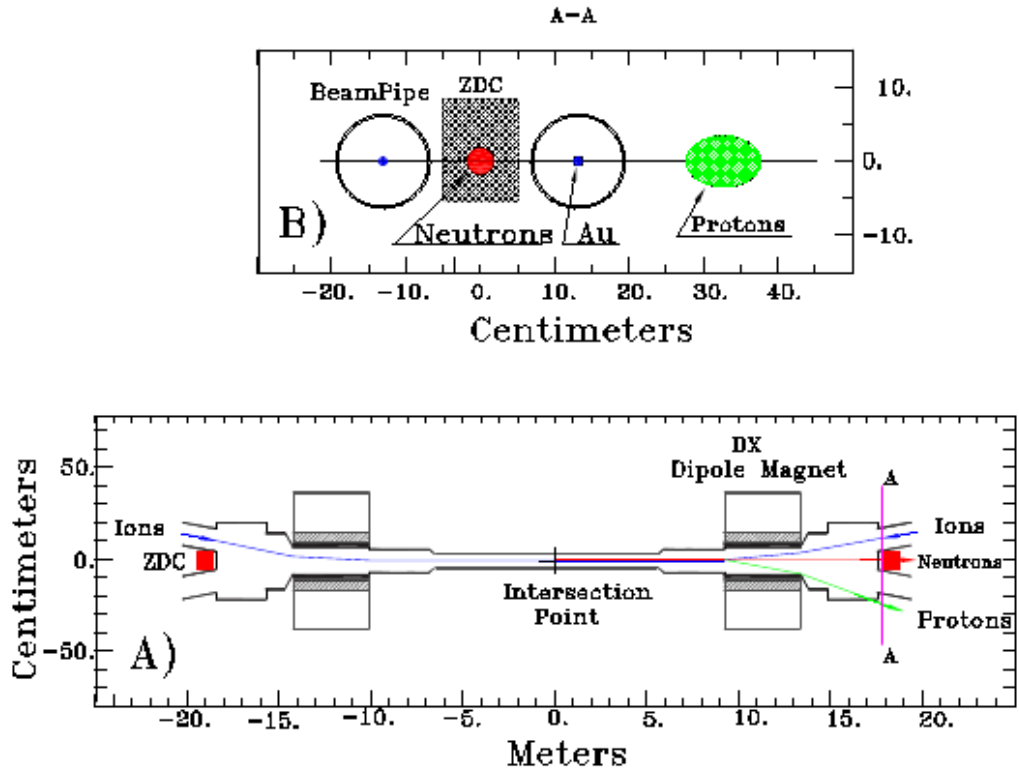 A-A
BeamPipe
ZDC
10.
0.
-10.
B)
Neutrons
Au
Protons
-20. -10. 0. 10. 20. 30. 40.
Centimeters
Centimeters
50.
0.
-50.
DX
Dipole Magnet
A
Ions
Ions
ZDC
Neutrons
Intersection
Point
Protons
A)
A
-20. -15. -10. -5. 0. 5. 10. 15. 20.
Meters